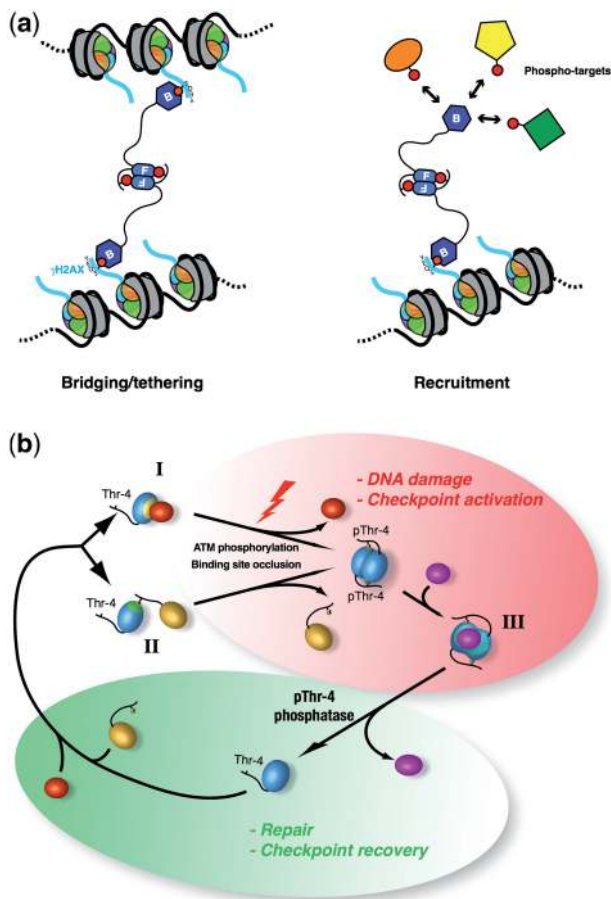 (a)
B
Phospho-targets
B
F
F
F
F
B
γH2AX
B
Bridging/tethering
Recruitment
(b)
I
- DNA damage
- Checkpoint activation
Thr-4
ATM phosphorylation
Binding site occlusion
pThr-4
Thr-4
pThr-4
II
III
pThr-4
phosphatase
Thr-4
- Repair
- Checkpoint recovery